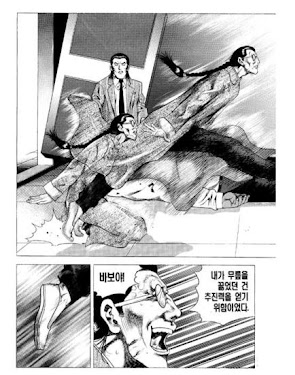 바보야!
내가 무릎을
꿇었던 건
추진력을 얻기
위함이었다.